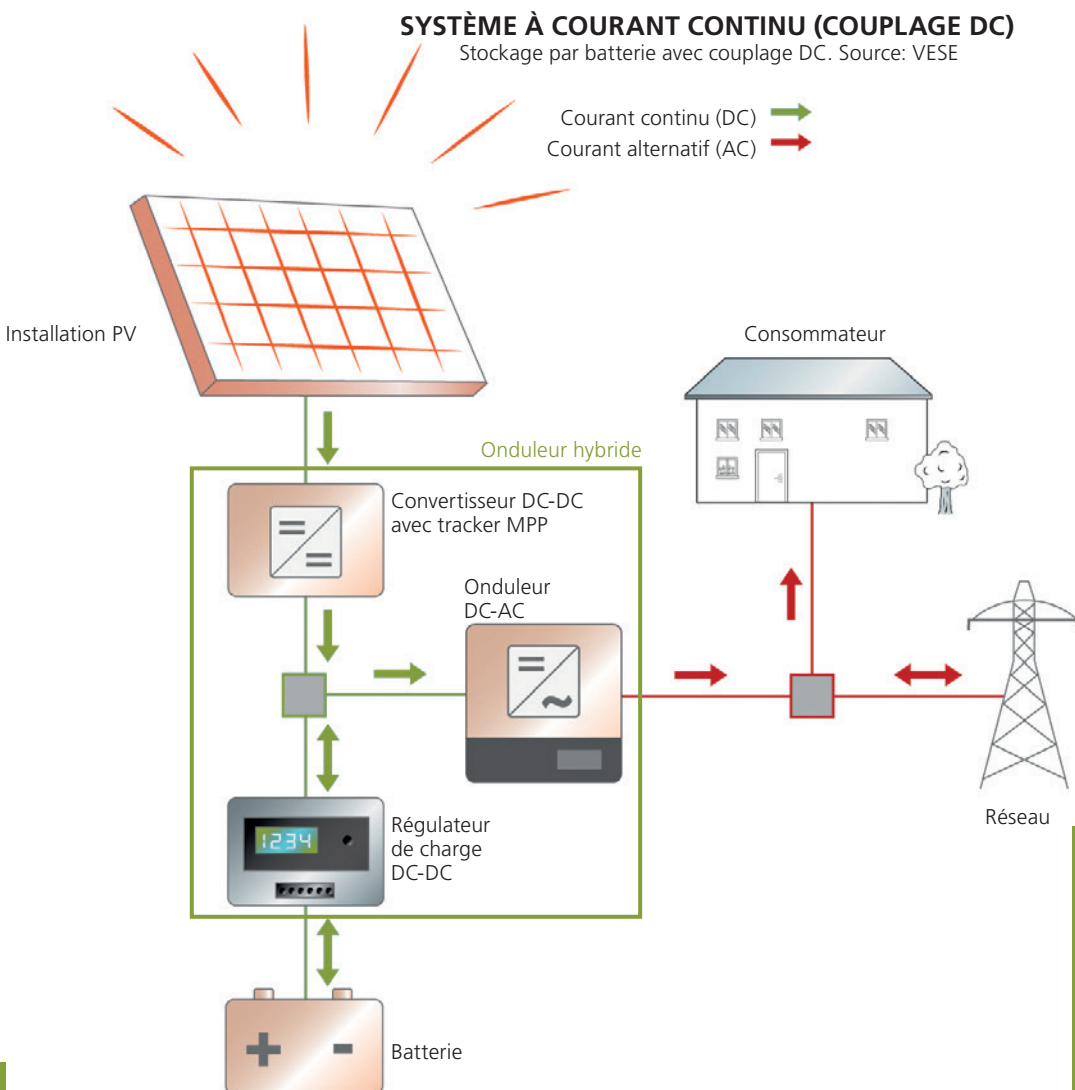 SYSTÈME À COURANT CONTINU (COUPLAGE DC)
Stockage par batterie avec couplage DC. Source: VESE
Courant continu (DC)
Courant alternatif (AC)
Installation PV
Consommateur
Onduleur hybride
Convertisseur DC-DC
avec tracker MPP
Onduleur
DC-AC
Réseau
Régulateur
de charge
DC-DC
1234
Batterie